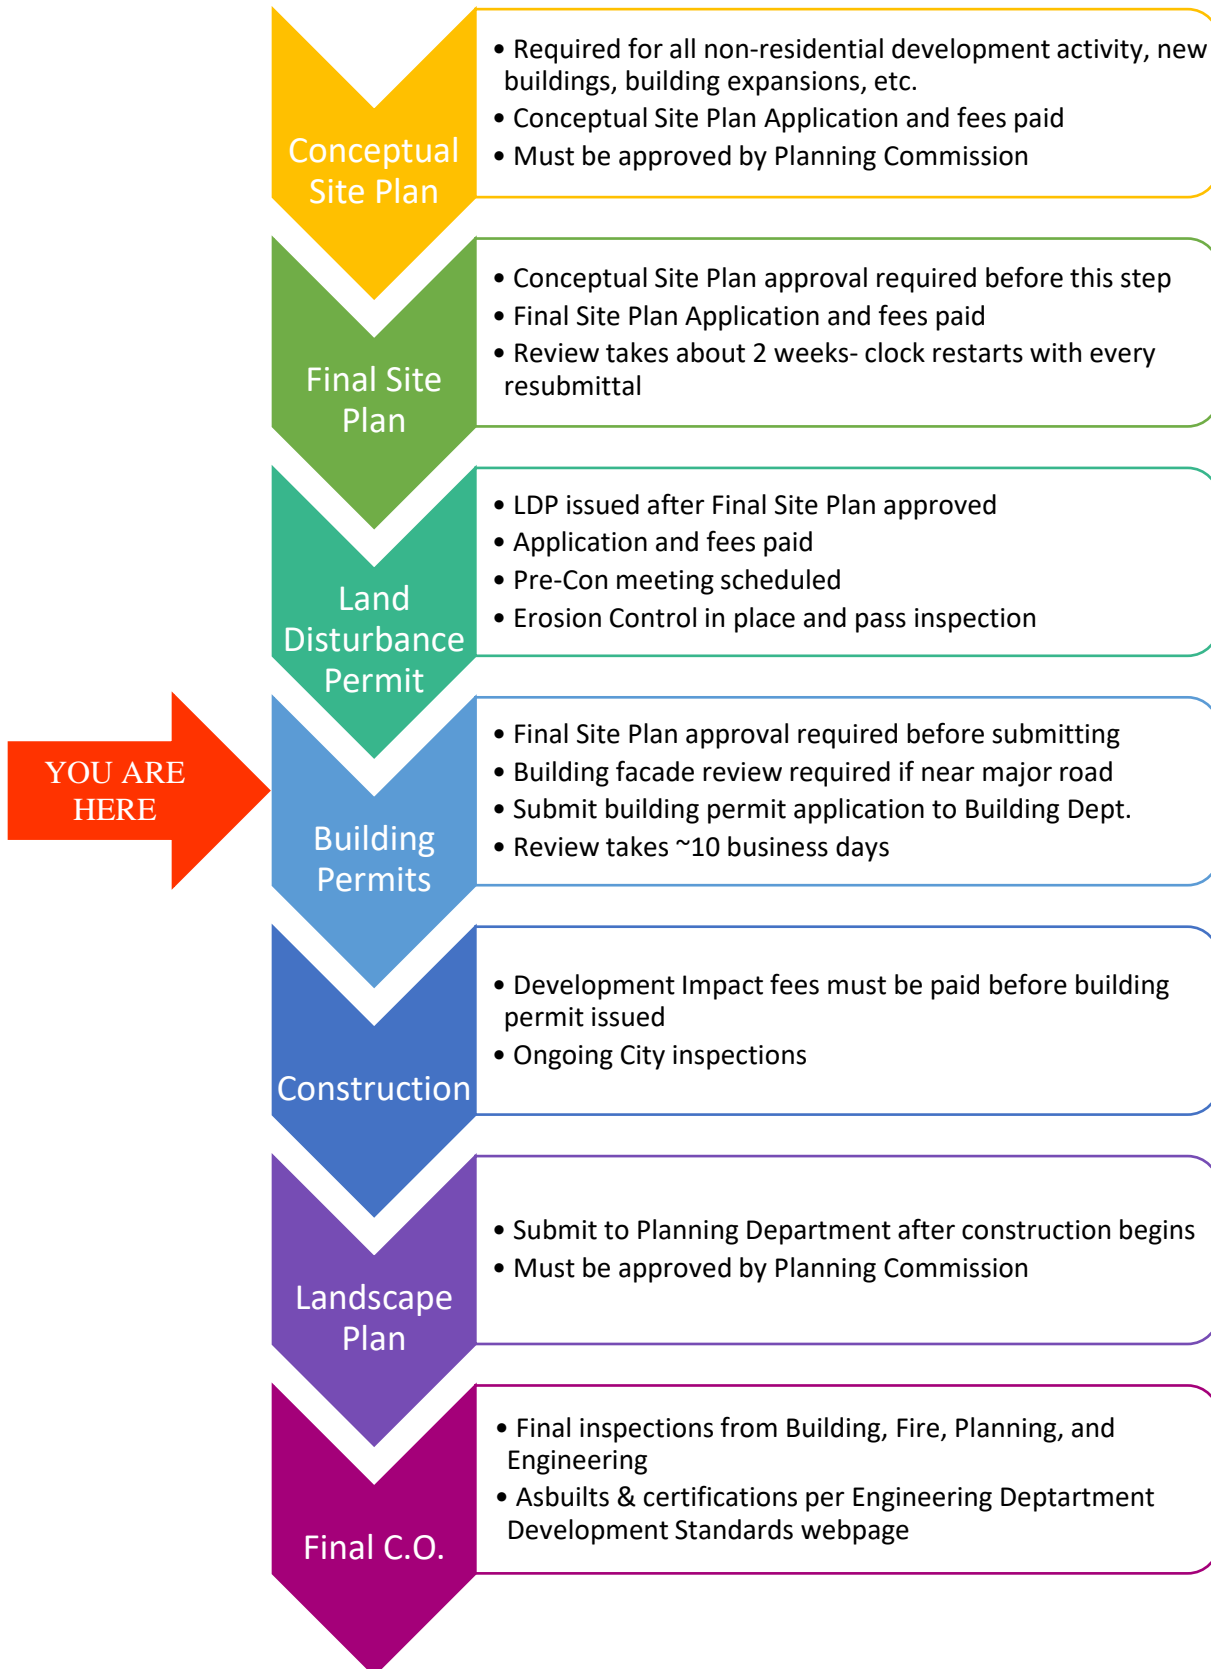 Conceptual
Site Plan
• Required for all non-residential development activity, new
buildings, building expansions, etc.
• Conceptual Site Plan Application and fees paid
• Must be approved by Planning Commission
Final Site
Plan
• Conceptual Site Plan approval required before this step
• Final Site Plan Application and fees paid
• Review takes about 2 weeks- clock restarts with every
resubmittal
Land
Disturbance
Permit
• LDP issued after Final Site Plan approved
• Application and fees paid
• Pre-Con meeting scheduled
• Erosion Control in place and pass inspection
YOU ARE
HERE
Building
Permits
• Final Site Plan approval required before submitting
• Building facade review required if near major road
• Submit building permit application to Building Dept.
• Review takes ~10 business days
Construction
• Development Impact fees must be paid before building
permit issued
• Ongoing City inspections
Landscape
Plan
• Submit to Planning Department after construction begins
• Must be approved by Planning Commission
Final C.O.
• Final inspections from Building, Fire, Planning, and
Engineering
• Asbuilts & certifications per Engineering Deptartment
Development Standards webpage